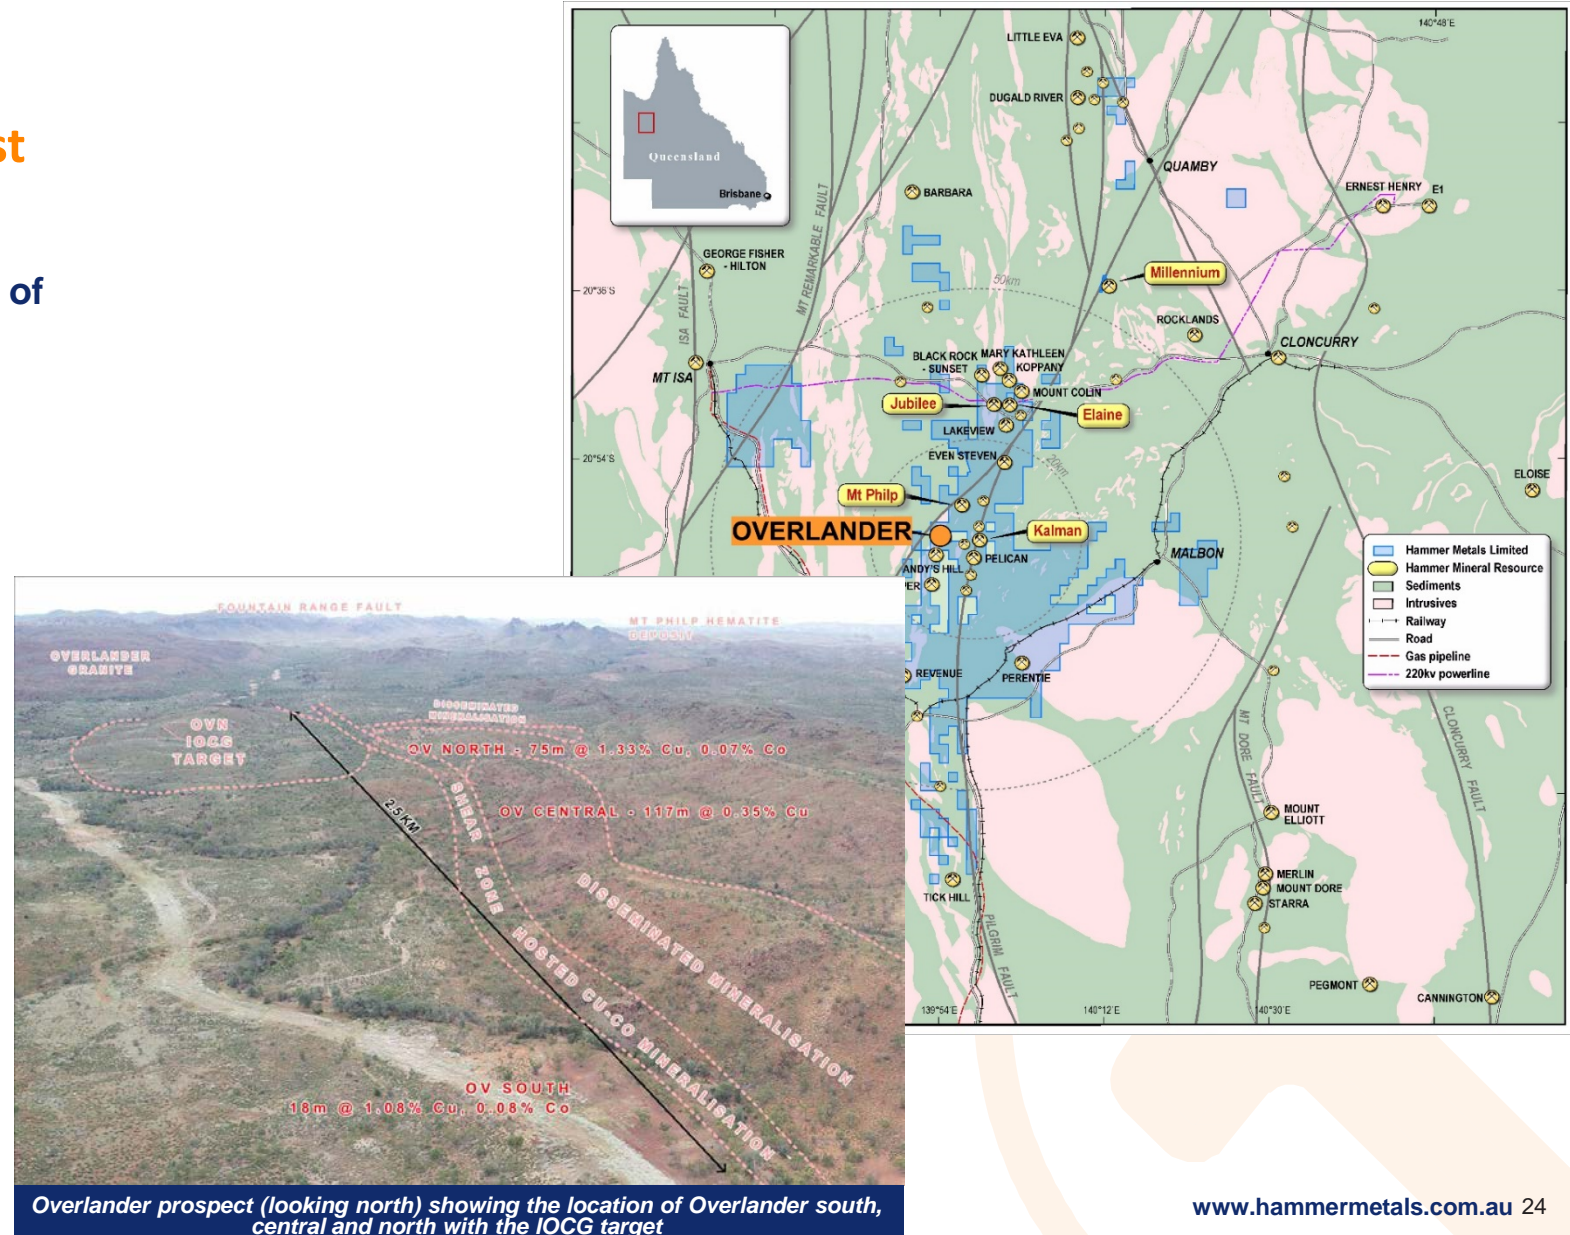 st
of
140°48'E
LITTLE EVA
DUGALD RIVER
QUAMBY
Queensland
Brisbane
BARBARA
ERNEST HENRY
E1
MT REMARKABLE FAULT
GEORGE FISHER
- HILTON
ISA FAULT
20°36'S
50km
Millennium
ROCKLANDS
CLONCURRY
BLACK ROCK
- SUNSET
MARY KATHLEEN
KOPPANY
MT ISA
MOUNT COLIN
Jubilee
Elaine
LAKEVIEW
20°54'S
EVEN STEVEN
20km
ELOISE
Mt Philp
OVERLANDER
Kalman
PELICAN
MALBON
ANDY'S HILL
PER
Hammer Metals Limited
Hammer Mineral Resource
Sediments
Intrusives
Railway
Road
Gas pipeline
220kv powerline
REVENUE
PERENTIE
MT DORE FAULT
CLONCURRY FAULT
MOUNT
ELLIOTT
MERLIN
MOUNT DORE
STARRA
TICK HILL
PILGRIM FAULT
PEGMONT
CANNINGTON
139°54'E
140°12'E
140°30'E
FOUNTAIN RANGE FAULT
MT PHILP HEMATITE
DEPOSIT
OVERLANDER
GRANITE
DISSEMINATED
MINERALISATION
OVN
IOCG
TARGET
OV NORTH - 75m @ 1.33% Cu, 0.07% Co
2.5 KM
OV CENTRAL - 117m @ 0.35% Cu
SHEAR ZONE HOSTED CU-CO MINERALISATION
DISSEMINATED MINERALISATION
OV SOUTH
18m @ 1.08% Cu, 0.08% Co
Overlander prospect (looking north) showing the location of Overlander south,
central and north with the IOCG target
www.hammermetals.com.au 24